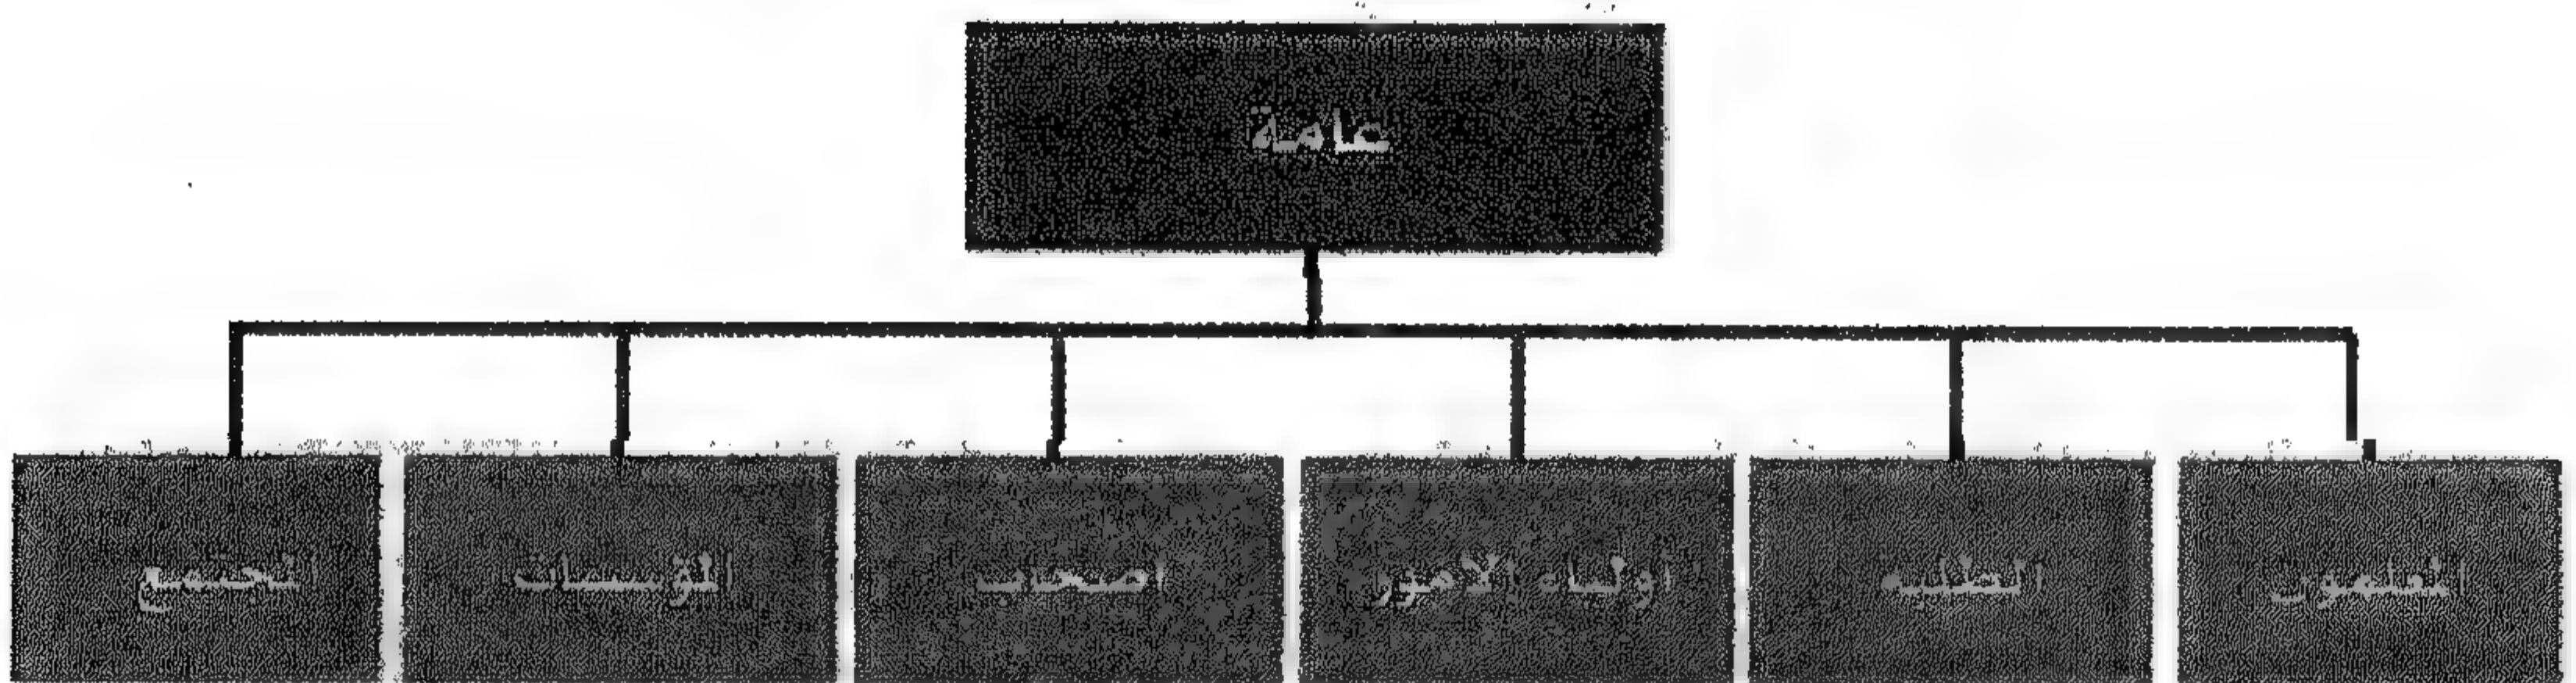 عامة
المعلمون
الطلبه
اولياء الامور
اصحاب
المؤسسات
المجتمع